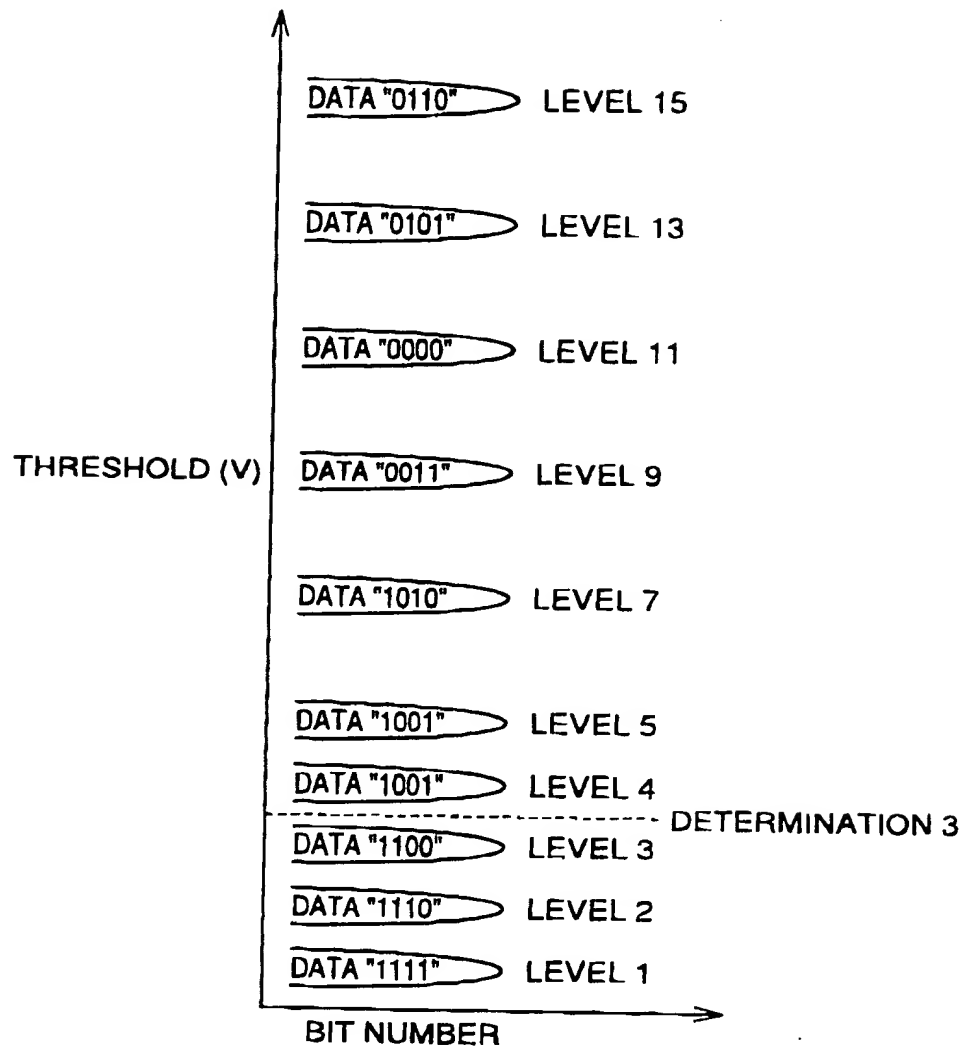 DATA "0110" LEVEL 15
DATA "0101" LEVEL 13
DATA "0000" LEVEL 11
THRESHOLD (V) DATA "0011" LEVEL 9
DATA "1010" LEVEL 7
DATA "1001" LEVEL 5
DATA "1001" LEVEL 4
DETERMINATION 3
DATA "1100" LEVEL 3
DATA "1110" LEVEL 2
DATA "1111" LEVEL 1
BIT NUMBER